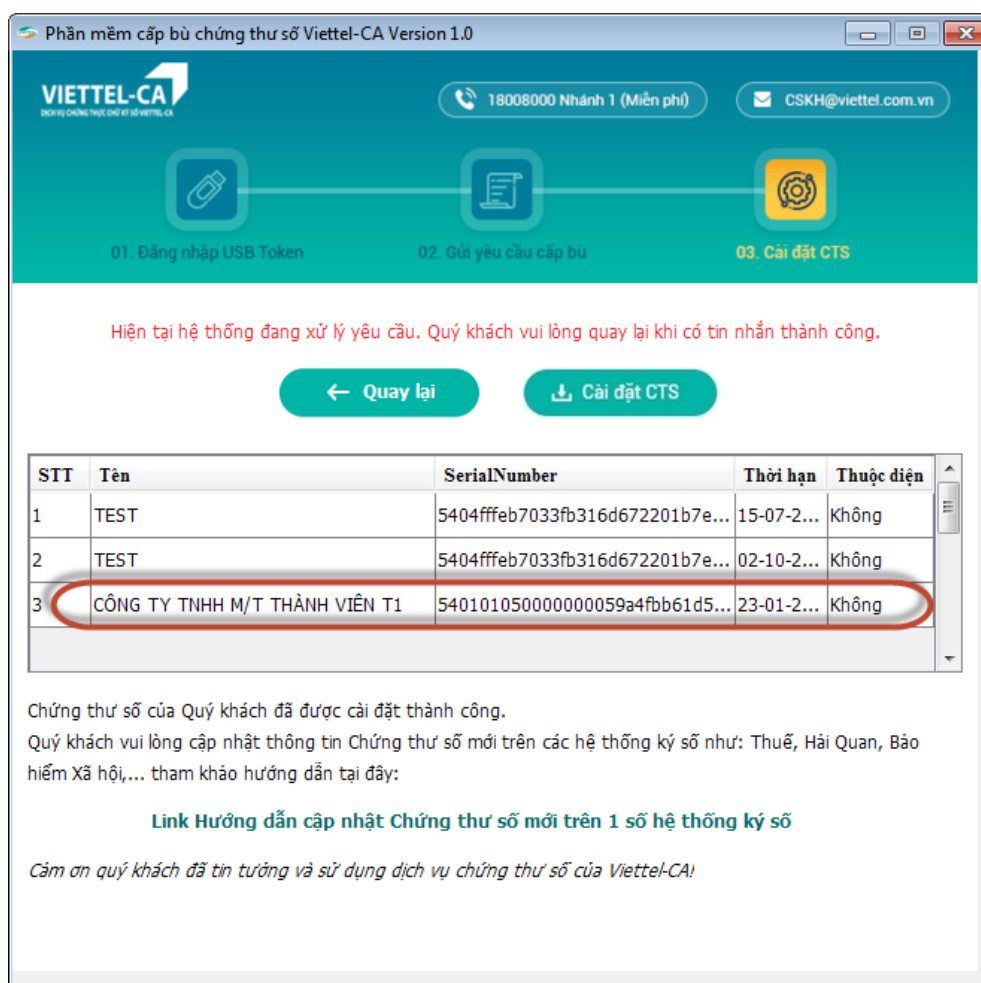 Phần mềm cấp bù chứng thư số Viettel-CA Version 1.0
VIETTEL-CA
DỊCH VỤ CHỨNG THỰC CHỮ KÝ SỐ VIETTEL-CA
18008000 Nhánh 1 (Miễn phí)
CSKH@viettel.com.vn
01. Đăng nhập USB Token
02. Gửi yêu cầu cấp bù
03. Cài đặt CTS
Hiện tại hệ thống đang xử lý yêu cầu. Quý khách vui lòng quay lại khi có tin nhắn thành công.
Quay lại
Cài đặt CTS
STT Tên SerialNumber Thời hạn Thuộc diện
1 TEST 5404fffeb7033fb316d672201b7e... 15-07-2... Không
2 TEST 5404fffeb7033fb316d672201b7e... 02-10-2... Không
3 CÔNG TY TNHH M/T THÀNH VIÊN T1 540101050000000059a4fbb61d5... 23-01-2... Không
Chứng thư số của Quý khách đã được cài đặt thành công.
Quý khách vui lòng cập nhật thông tin Chứng thư số mới trên các hệ thống ký số như: Thuế, Hải Quan, Bảo
hiểm Xã hội,... tham khảo hướng dẫn tại đây:
Link Hướng dẫn cập nhật Chứng thư số mới trên 1 số hệ thống ký số
Cảm ơn quý khách đã tin tưởng và sử dụng dịch vụ chứng thư số của Viettel-CA!